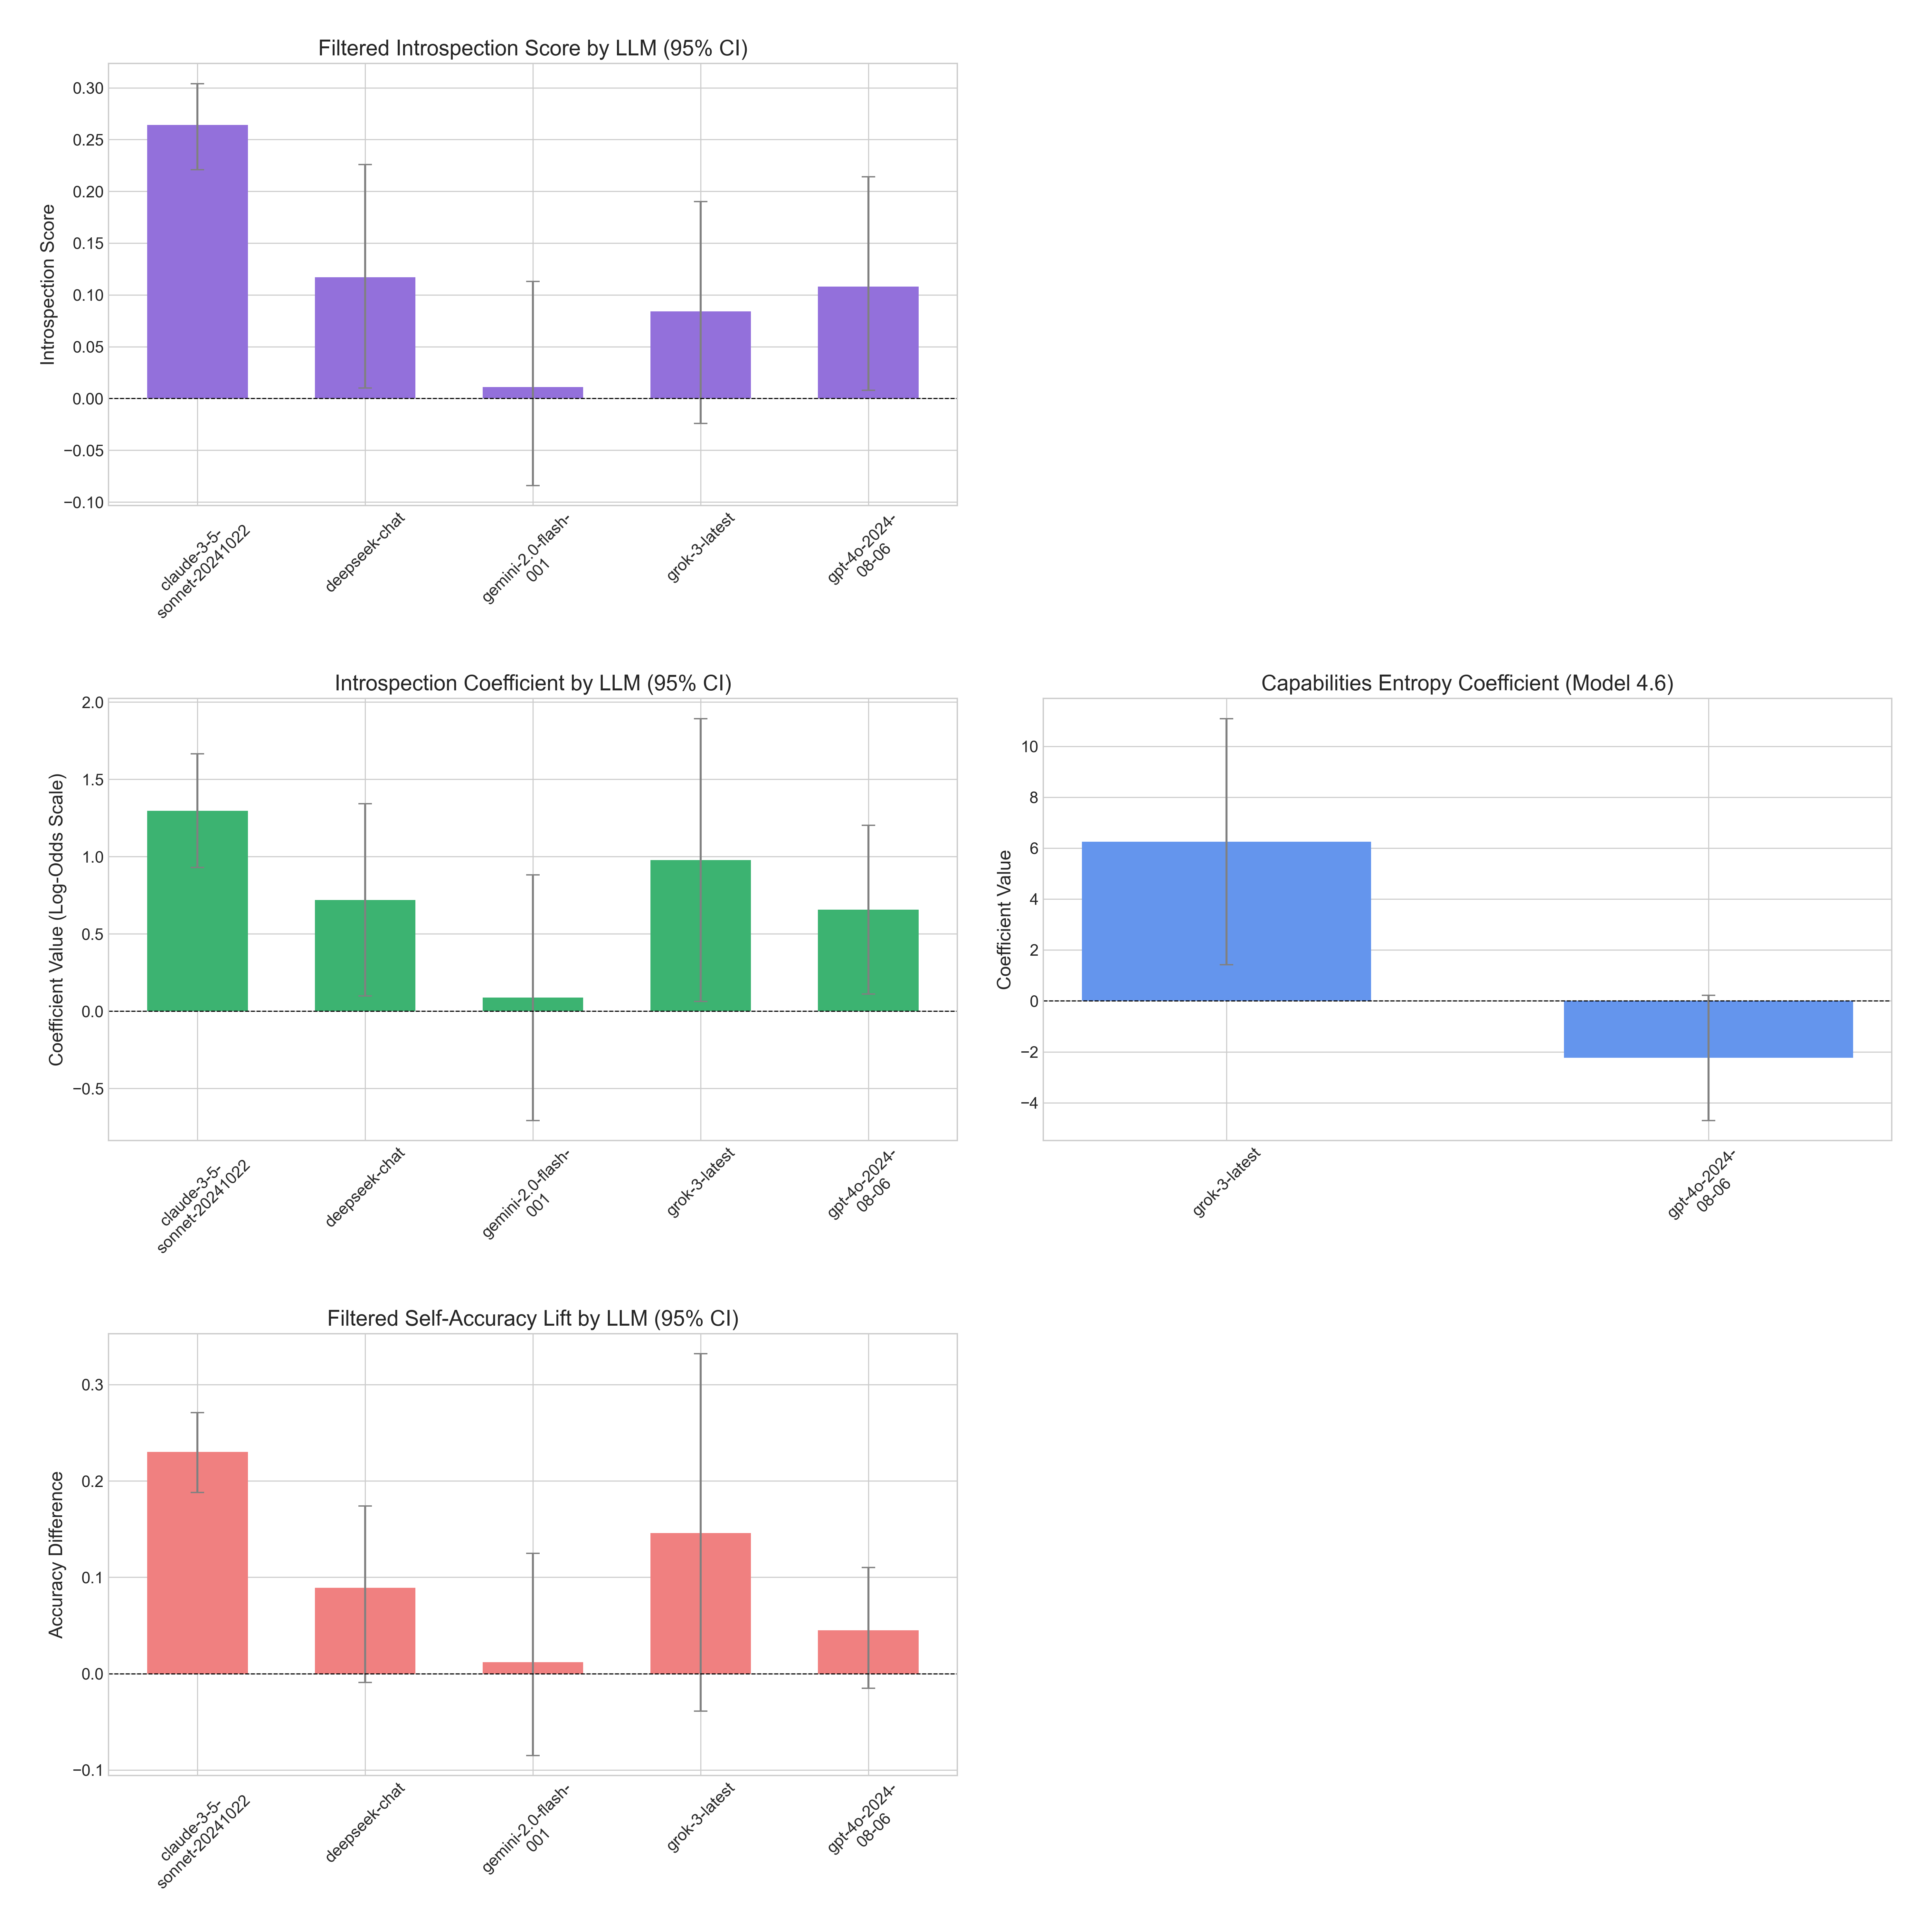 Filtered Introspection Score by LLM (95% CI)
Introspection Score
0.30
0.25
0.20
0.15
0.10
0.05
0.00
−0.05
−0.10
claude-3-5-
sonnet-20241022
deepseek-chat
gemini-2.0-flash-
001
grok-3-latest
gpt-4o-2024-
08-06
Introspection Coefficient by LLM (95% CI)
Coefficient Value (Log-Odds Scale)
2.0
1.5
1.0
0.5
0.0
−0.5
claude-3-5-
sonnet-20241022
deepseek-chat
gemini-2.0-flash-
001
grok-3-latest
gpt-4o-2024-
08-06
Capabilities Entropy Coefficient (Model 4.6)
Coefficient Value
10
8
6
4
2
0
−2
−4
grok-3-latest
gpt-4o-2024-
08-06
Filtered Self-Accuracy Lift by LLM (95% CI)
Accuracy Difference
0.3
0.2
0.1
0.0
−0.1
claude-3-5-
sonnet-20241022
deepseek-chat
gemini-2.0-flash-
001
grok-3-latest
gpt-4o-2024-
08-06